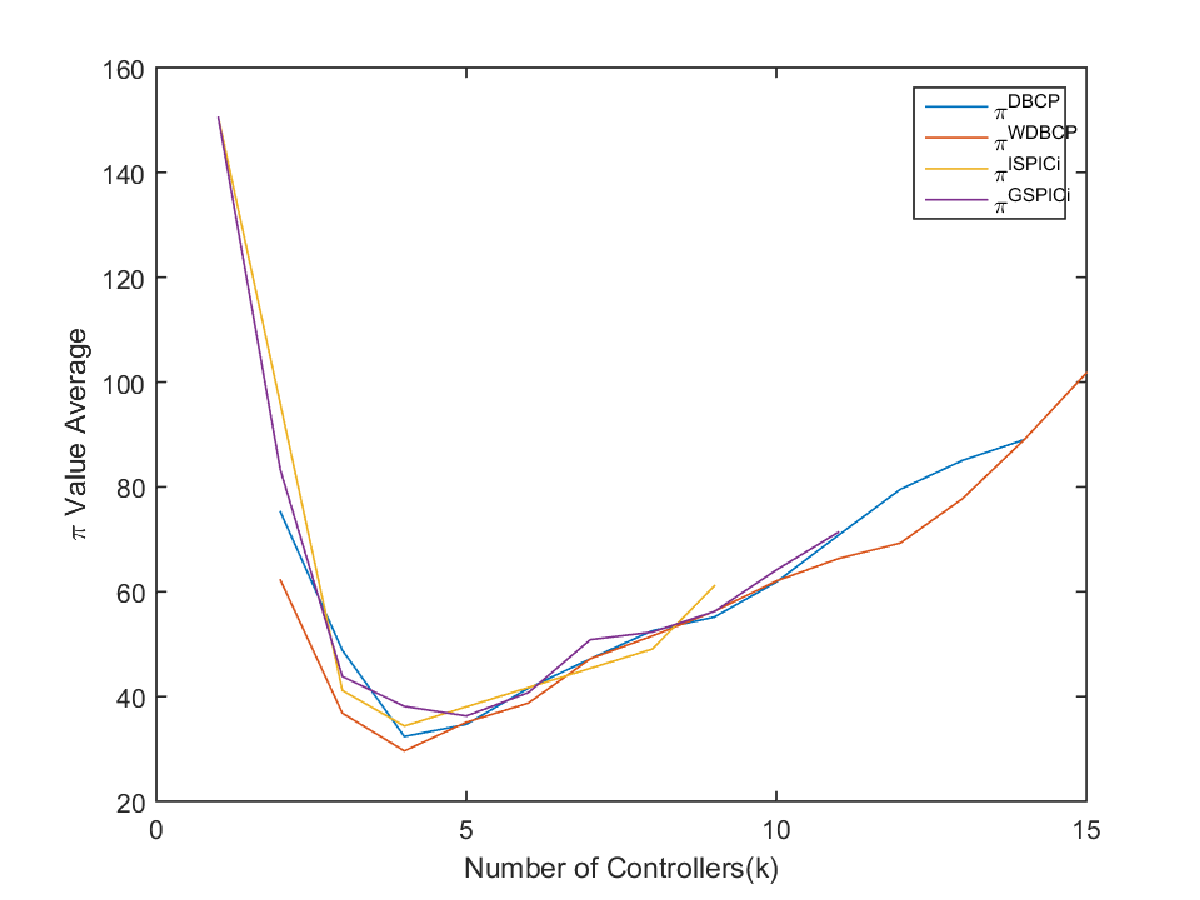 160
140
120
100
80
60
40
20
π Value Average
0 5 10 15
Number of Controllers(k)
π^DBCP
π^WDBCP
π^ISPICi
π^GSPICi